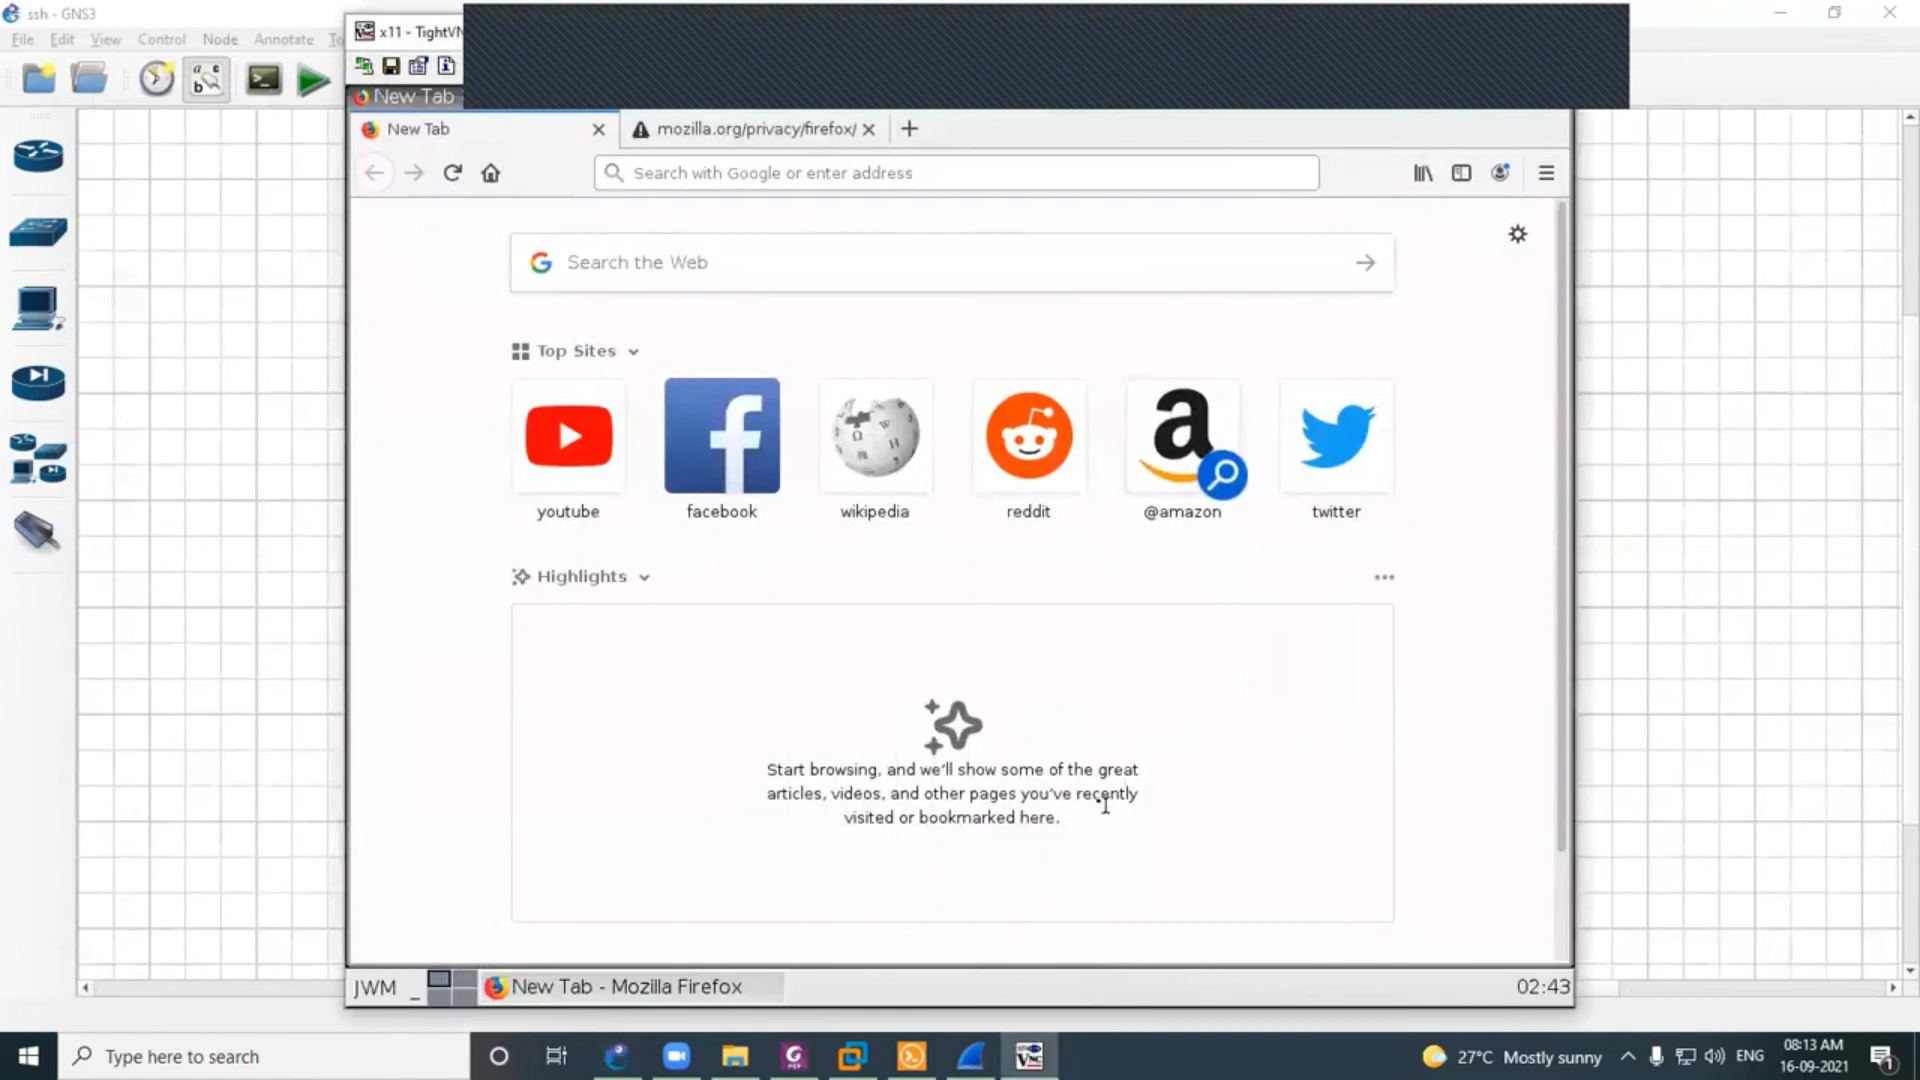 ssh - GNS3
File Edit View Control Node Annotate
x11 - TightVN
New Tab
New Tab
mozilla.org/privacy/firefox/
Search with Google or enter address
Search the Web
Top Sites
youtube
facebook
wikipedia
reddit
@amazon
twitter
Highlights
Start browsing, and we'll show some of the great
articles, videos, and other pages you've recently
visited or bookmarked here.
JWM
New Tab - Mozilla Firefox
02:43
Type here to search
27°C Mostly sunny
ENG
08:13 AM
16-09-2021